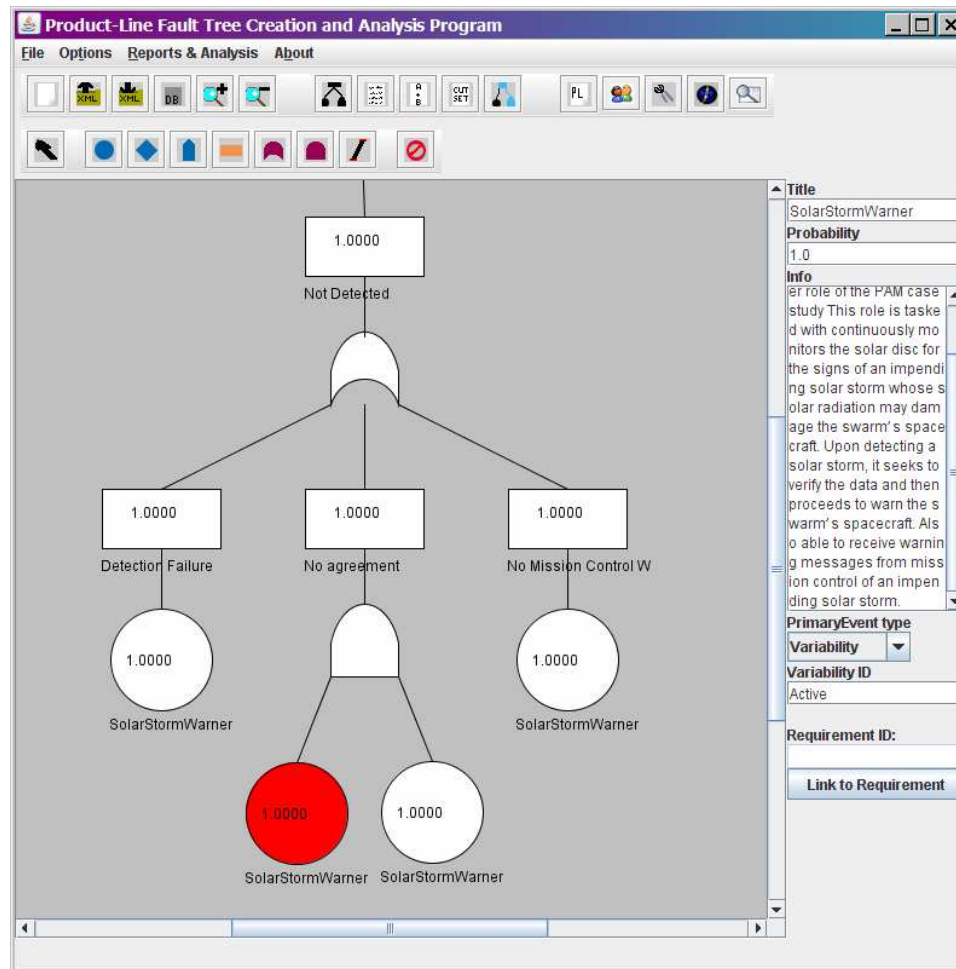 Product-Line Fault Tree Creation and Analysis Program
File Options Reports & Analysis About
XML XML DB A B CUT SET PL
Title
SolarStormWarner
Probability
1.0
Info
er role of the PAM case
study This role is taske
d with continuously mo
nitors the solar disc for
the signs of an impendi
ng solar storm whose s
olar radiation may dam
age the swarm's space
craft. Upon detecting a
solar storm, it seeks to
verify the data and then
proceeds to warn the s
warm's spacecraft. Als
o able to receive warnin
g messages from miss
ion control of an impen
ding solar storm.
PrimaryEvent type
Variability
Variability ID
Active
Requirement ID:
Link to Requirement
1.0000
Not Detected
1.0000 1.0000 1.0000
Detection Failure No agreement No Mission Control W
1.0000 1.0000
SolarStormWarner SolarStormWarner
1.0000 1.0000
SolarStormWarner SolarStormWarner